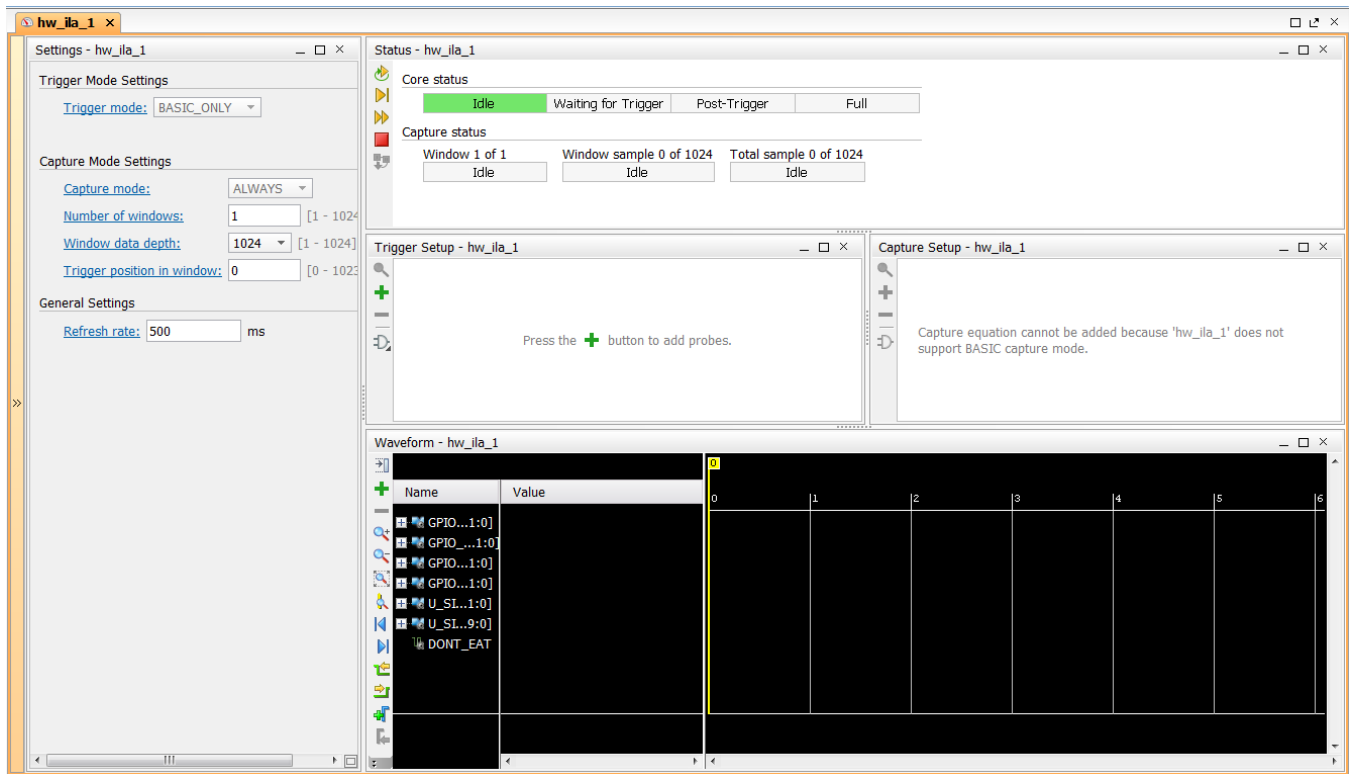 hw_ila_1
Settings - hw_ila_1
Trigger Mode Settings
Trigger mode: BASIC_ONLY
Capture Mode Settings
Capture mode: ALWAYS
Number of windows: 1 [1 - 1024
Window data depth: 1024 [1 - 1024]
Trigger position in window: 0 [0 - 1023
General Settings
Refresh rate: 500 ms
Status - hw_ila_1
Core status
Idle Waiting for Trigger Post-Trigger Full
Capture status
Window 1 of 1 Window sample 0 of 1024 Total sample 0 of 1024
Idle Idle Idle
Trigger Setup - hw_ila_1
Press the button to add probes.
Capture Setup - hw_ila_1
Capture equation cannot be added because 'hw_ila_1' does not
support BASIC capture mode.
Waveform - hw_ila_1
Name Value
GPIO...1:0]
GPIO_...1:0]
GPIO...1:0]
GPIO...1:0]
U_SI...1:0]
U_SI...9:0]
DONT_EAT
0
0 1 2 3 4 5 6